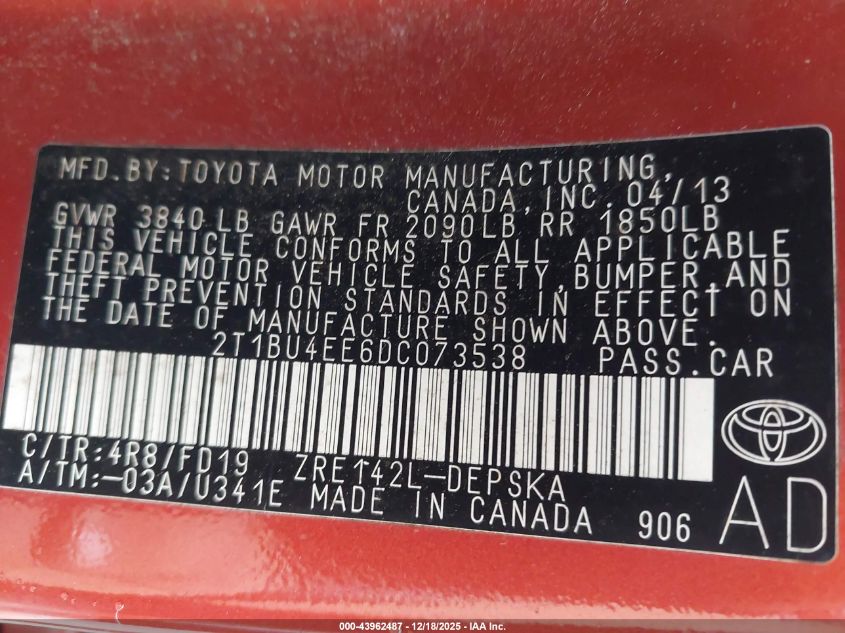 MFD.BY:TOYOTA MOTOR MANUFACTURING,
CANADA,INC. 04/13
GVWR 3840 LB GAWR FR 2090LB RR 1850LB
THIS VEHICLE CONFORMS TO ALL APPLICABLE
FEDERAL MOTOR VEHICLE SAFETY,BUMPER,AND
THEFT PREVENTION STANDARDS IN EFFECT ON
THE DATE OF MANUFACTURE SHOWN ABOVE.
2T1BU4EE6DC073538 PASS.CAR
C/TR:4R8/FD19 ZRE142L-DEPSKA
A/TM:-03A/U341E MADE IN CANADA 906 AD
000-43962487 - 12/18/2025 - IAA Inc.